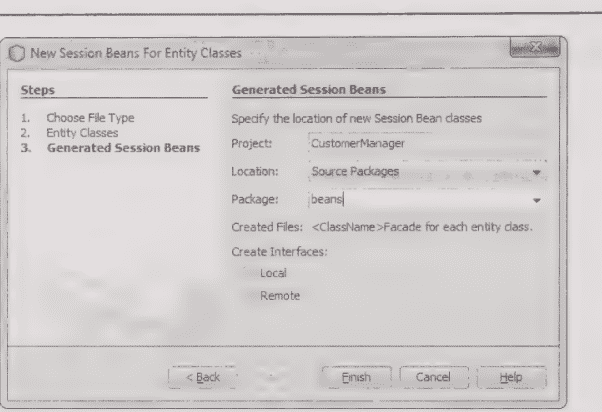 New Session Beans For Entity Classes
Steps
1. Choose File Type
2. Entity Classes
3. Generated Session Beans
Generated Session Beans
Specify the location of new Session Bean classes
Project: CustomerManager
Location: Source Packages
Package: beans
Created Files: <ClassName>Facade for each entity class.
Create Interfaces:
Local
Remote
< Back
Finish
Cancel
Help